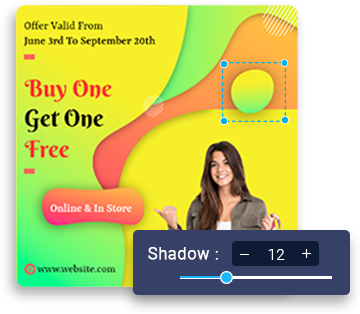 Offer Valid From
June 3rd To September 20th
Buy One
Get One
Free
Online & In Store
www.website.com
Shadow : – 12 +